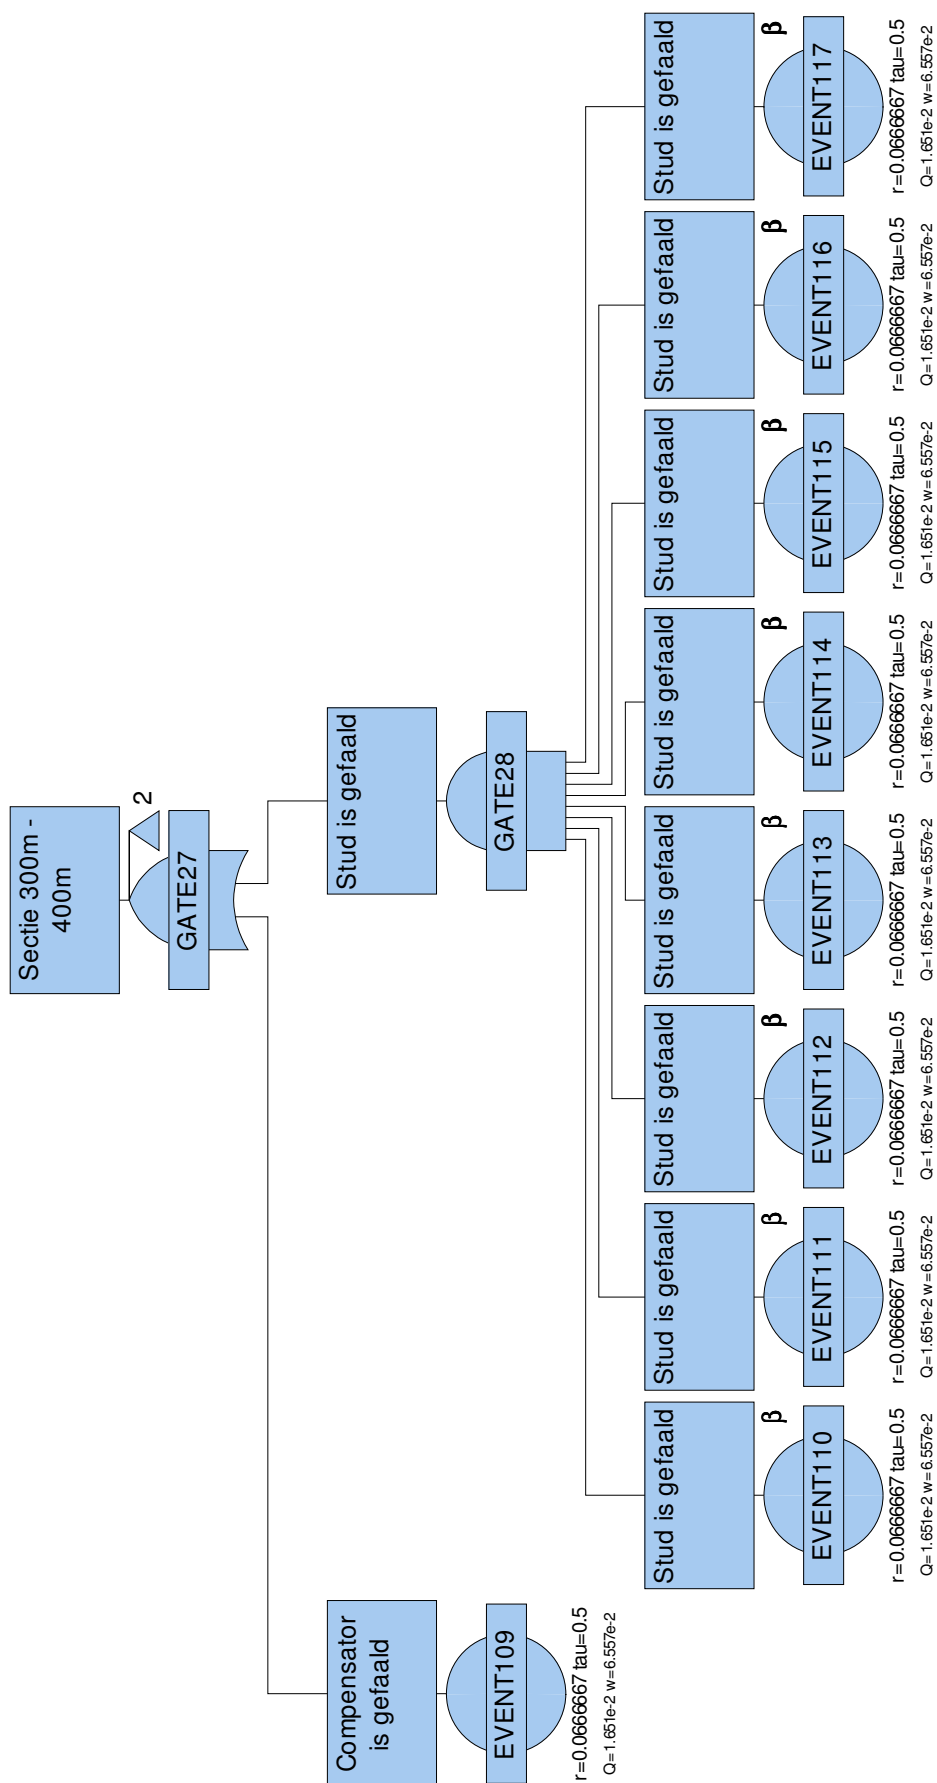 Sectie 300m -
400m
2
GATE27
Compensator
is gefaald
EVENT109
r=0.0666667 tau=0.5
Q=1.651e-2 w=6.557e-2
Stud is gefaald
GATE28
Stud is gefaald
β
EVENT110
r=0.0666667 tau=0.5
Q=1.651e-2 w=6.557e-2
Stud is gefaald
β
EVENT111
r=0.0666667 tau=0.5
Q=1.651e-2 w=6.557e-2
Stud is gefaald
β
EVENT112
r=0.0666667 tau=0.5
Q=1.651e-2 w=6.557e-2
Stud is gefaald
β
EVENT113
r=0.0666667 tau=0.5
Q=1.651e-2 w=6.557e-2
Stud is gefaald
β
EVENT114
r=0.0666667 tau=0.5
Q=1.651e-2 w=6.557e-2
Stud is gefaald
β
EVENT115
r=0.0666667 tau=0.5
Q=1.651e-2 w=6.557e-2
Stud is gefaald
β
EVENT116
r=0.0666667 tau=0.5
Q=1.651e-2 w=6.557e-2
Stud is gefaald
β
EVENT117
r=0.0666667 tau=0.5
Q=1.651e-2 w=6.557e-2